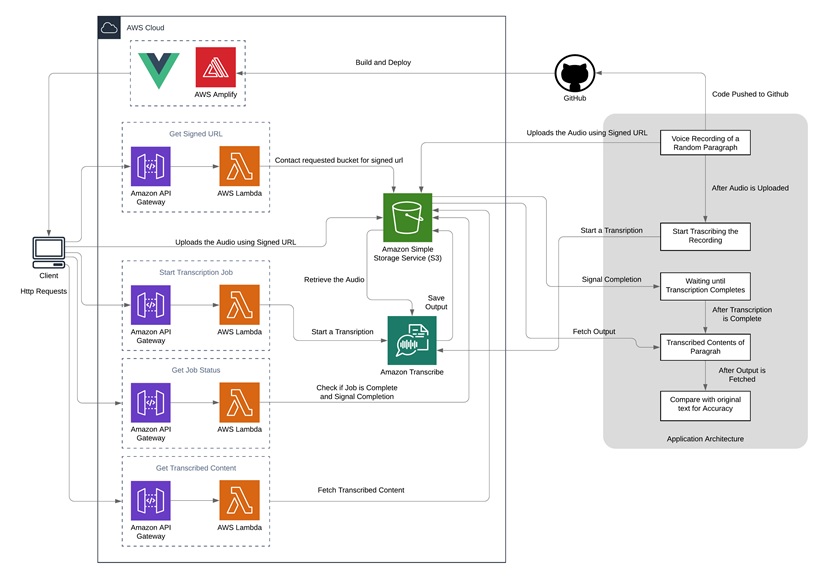 AWS Cloud
AWS Amplify
Build and Deploy
GitHub
Code Pushed to Github
Get Signed URL
Amazon API
Gateway
AWS Lambda
Contact requested bucket for signed url
Uploads the Audio using Signed URL
Voice Recording of a
Random Paragraph
After Audio is Uploaded
Client
Http Requests
Uploads the Audio using Signed URL
Amazon Simple
Storage Service (S3)
Start a Transription
Start Trascribing the
Recording
Start Transcription Job
Amazon API
Gateway
AWS Lambda
Retrieve the Audio
Save
Output
Signal Completion
Waiting until
Transcription Completes
After Transcription
is Complete
Start a Transription
Amazon Transcribe
Fetch Output
Transcribed Contents of
Paragrah
After Output is
Fetched
Get Job Status
Amazon API
Gateway
AWS Lambda
Check if Job is Complete
and Signal Completion
Compare with original
text for Accuracy
Application Architecture
Get Transcribed Content
Amazon API
Gateway
AWS Lambda
Fetch Transcribed Content